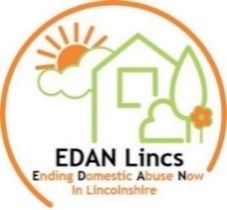 EDAN Lincs
Ending Domestic Abuse Now
In Lincolnshire